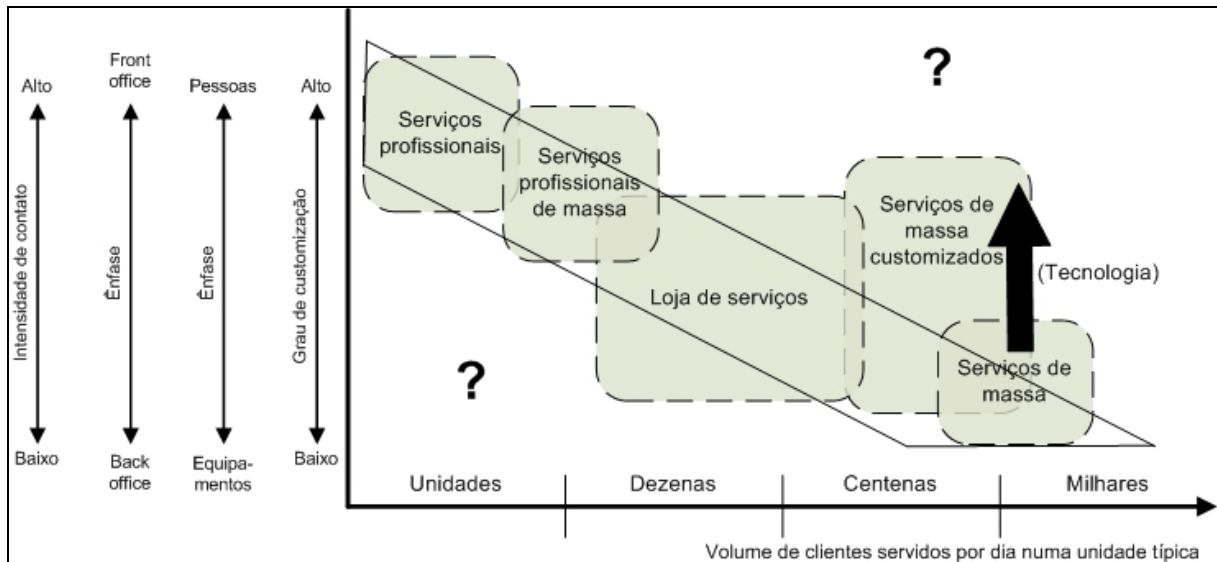 Alto
Front
office
Pessoas
Alto
Intensidade de contato
Ênfase
Ênfase
Grau de customização
Baixo
Back
office
Equipa-
mentos
Baixo
?
Serviços
profissionais
Serviços
profissionais
de massa
Serviços de
massa
customizados
(Tecnologia)
Loja de serviços
?
Serviços de
massa
Unidades
Dezenas
Centenas
Milhares
Volume de clientes servidos por dia numa unidade típica